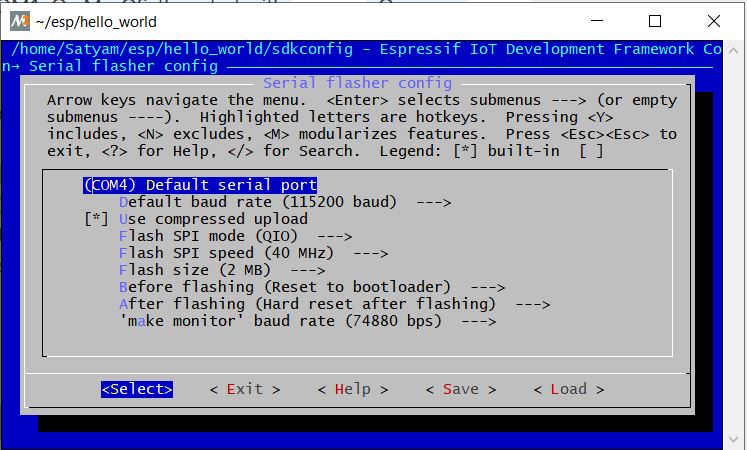 ~/esp/hello_world
/home/Satyam/esp/hello_world/sdkconfig - Espressif IoT Development Framework Co
n→ Serial flasher config
Serial flasher config
Arrow keys navigate the menu.  <Enter> selects submenus ---> (or empty
submenus ----).  Highlighted letters are hotkeys.  Pressing <Y>
includes, <N> excludes, <M> modularizes features.  Press <Esc><Esc> to
exit, <?> for Help, </> for Search.  Legend: [*] built-in  [ ]
(COM4) Default serial port
Default baud rate (115200 baud)  --->
[*] Use compressed upload
Flash SPI mode (QIO)  --->
Flash SPI speed (40 MHz)  --->
Flash size (2 MB)  --->
Before flashing (Reset to bootloader)  --->
After flashing (Hard reset after flashing)  --->
'make monitor' baud rate (74880 bps)  --->
<Select>    < Exit >    < Help >    < Save >    < Load >